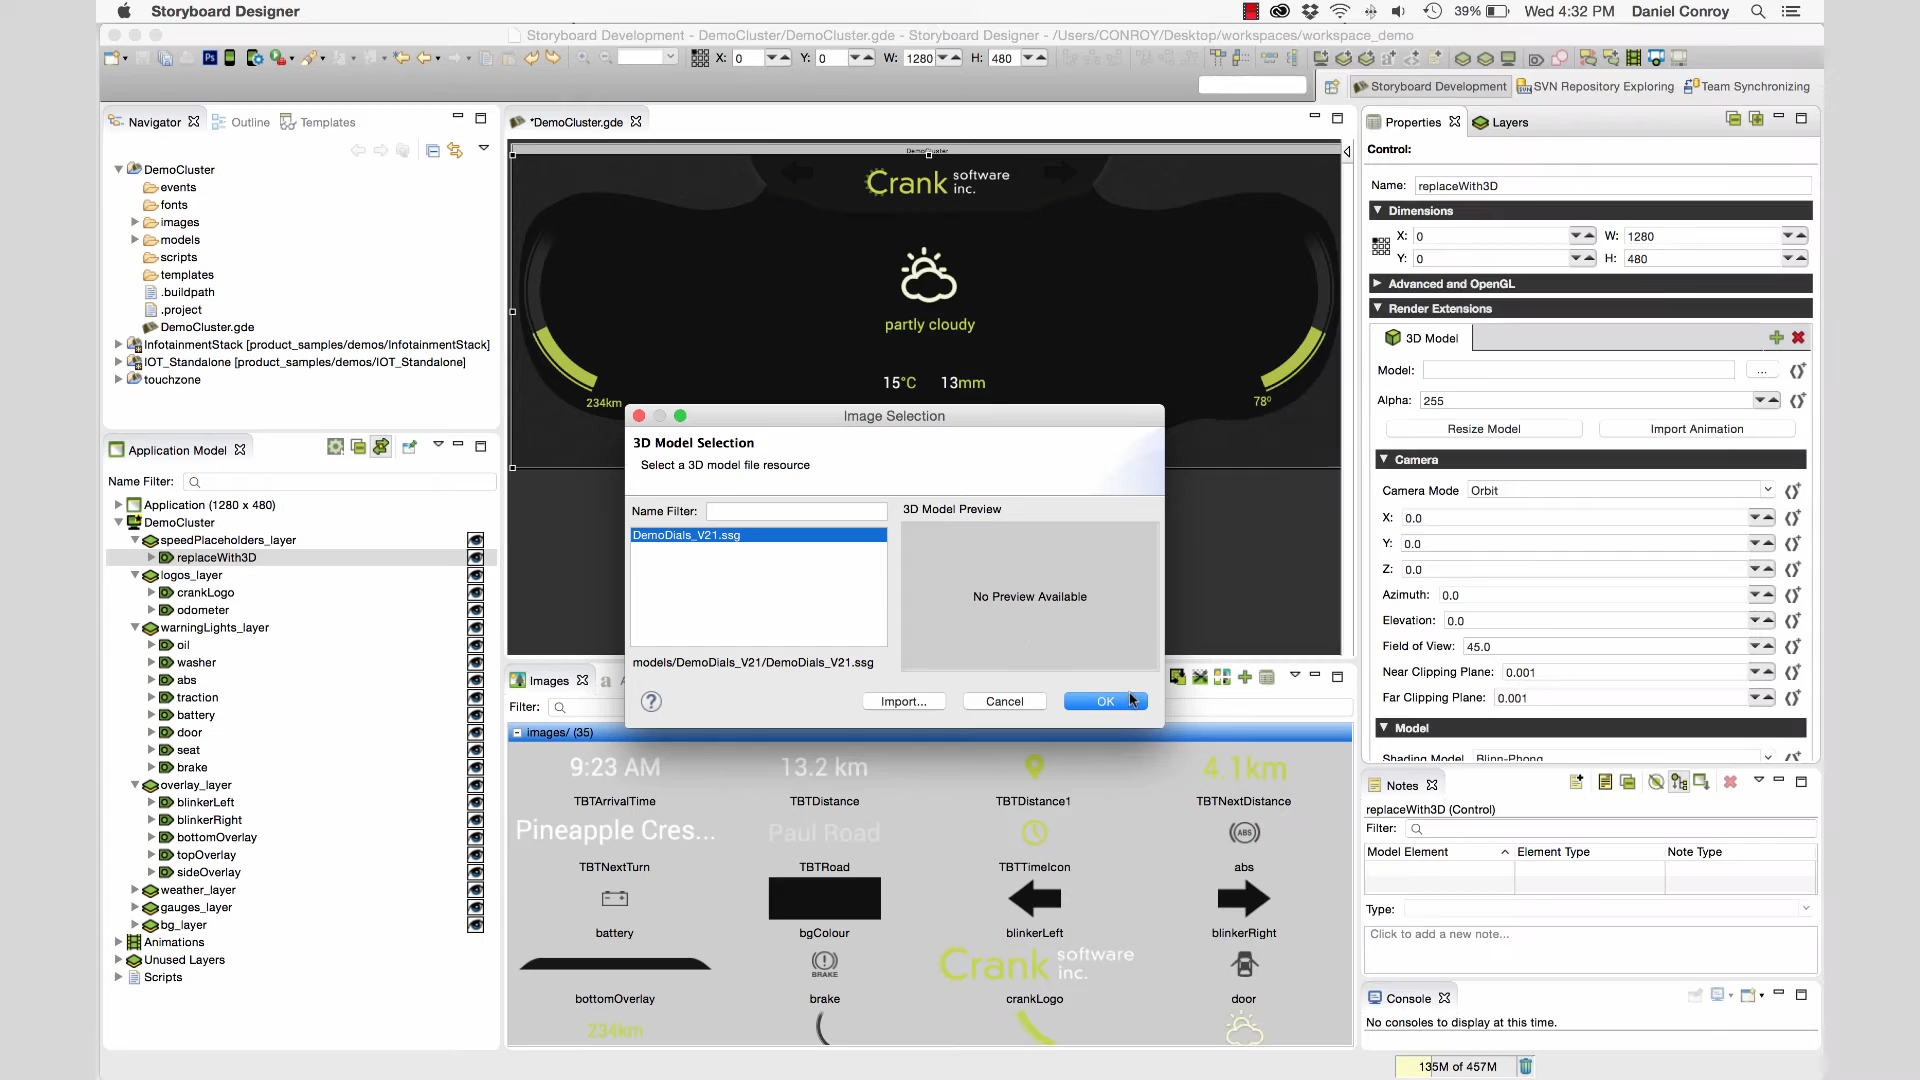 Storyboard Designer
39%
Wed 4:32 PM
Daniel Conroy
Storyboard Development - DemoCluster/DemoCluster.gde - Storyboard Designer - /Users/CONROY/Desktop/workspaces/workspace_demo
Ps
X: 0
Y: 0
W: 1280
H: 480
Storyboard Development
SVN Repository Exploring
Team Synchronizing
Navigator
Outline
Templates
DemoCluster
events
fonts
images
models
scripts
templates
.buildpath
.project
DemoCluster.gde
InfotainmentStack [product_samples/demos/InfotainmentStack]
IOT_Standalone [product_samples/demos/IOT_Standalone]
touchzone
Application Model
Name Filter:
Application (1280 x 480)
DemoCluster
speedPlaceholders_layer
replaceWith3D
logos_layer
crankLogo
odometer
warningLights_layer
oil
washer
abs
traction
battery
door
seat
brake
overlay_layer
blinkerLeft
blinkerRight
bottomOverlay
topOverlay
sideOverlay
weather_layer
gauges_layer
bg_layer
Animations
Unused Layers
Scripts
*DemoCluster.gde
DemoCluster
Crank software inc.
partly cloudy
15°C 13mm
234km
78º
Image Selection
3D Model Selection
Select a 3D model file resource
Name Filter:
3D Model Preview
DemoDials_V21.ssg
No Preview Available
models/DemoDials_V21/DemoDials_V21.ssg
?
Import...
Cancel
OK
Images
Filter:
images/ (35)
9:23 AM
13.2 km
4.1km
TBTArrivalTime
TBTDistance
TBTDistance1
TBTNextDistance
Pineapple Cres...
Paul Road
ABS
TBTNextTurn
TBTRoad
TBTTimeIcon
abs
battery
bgColour
blinkerLeft
blinkerRight
BRAKE
Crank software inc.
bottomOverlay
brake
crankLogo
door
234km
Properties
Layers
Control:
Name: replaceWith3D
Dimensions
X: 0
W: 1280
Y: 0
H: 480
Advanced and OpenGL
Render Extensions
3D Model
Model:
...
Alpha: 255
Resize Model
Import Animation
Camera
Camera Mode Orbit
X: 0.0
Y: 0.0
Z: 0.0
Azimuth: 0.0
Elevation: 0.0
Field of View: 45.0
Near Clipping Plane: 0.001
Far Clipping Plane: 0.001
Model
Shading Model Blinn-Phong
Notes
replaceWith3D (Control)
Filter:
Model Element
Element Type
Note Type
Type:
Click to add a new note...
Console
No consoles to display at this time.
135M of 457M